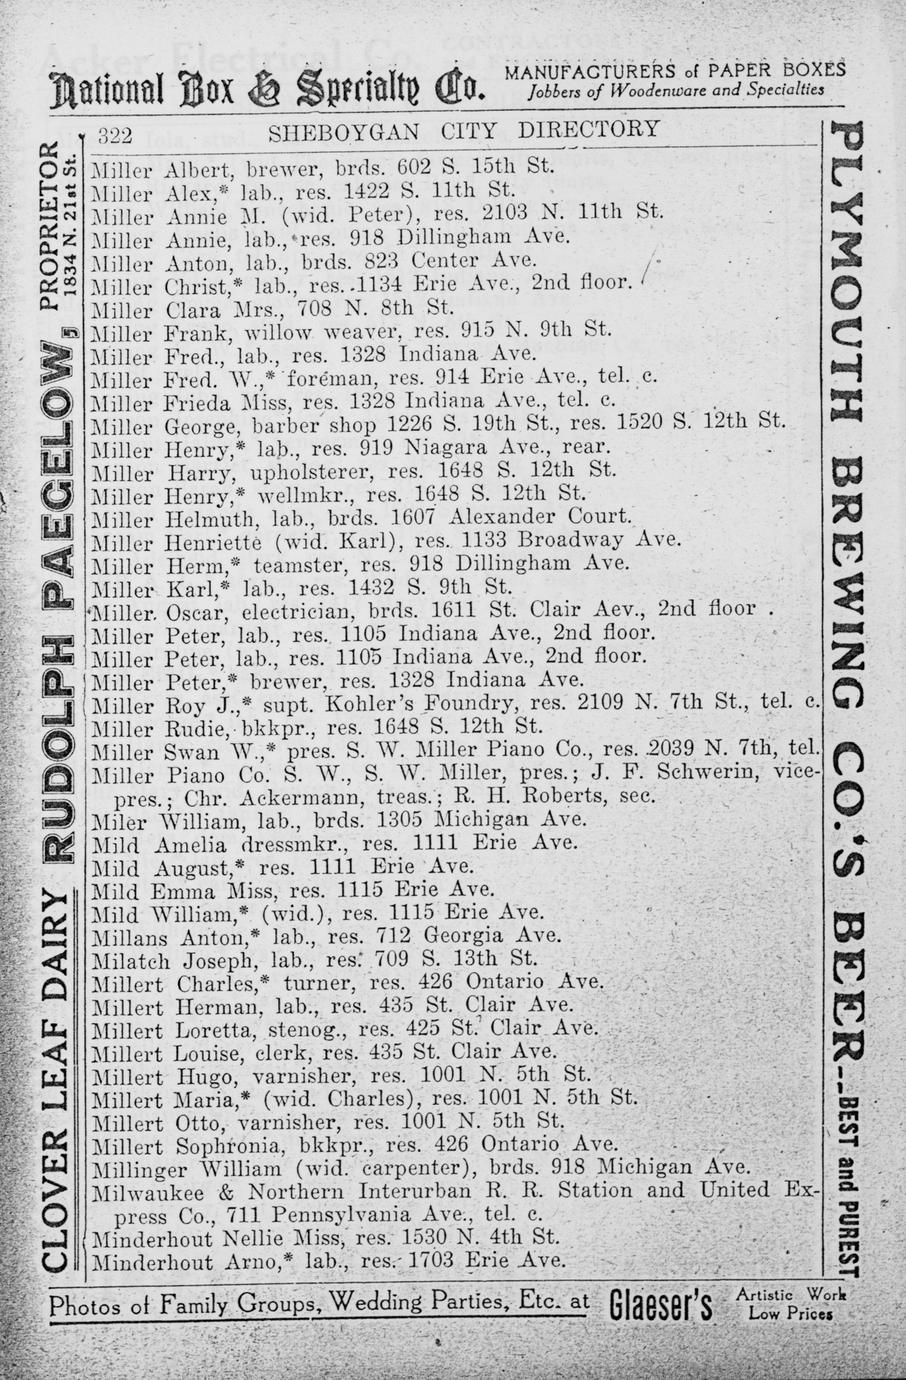 National Box & Specialty Co. MANUFACTURERS of PAPER BOXES
Jobbers of Woodenware and Specialties
322 SHEBOYGAN CITY DIRECTORY
Miller Albert, brewer, brds. 602 S. 15th St.
Miller Alex,* lab., res. 1422 S. 11th St.
Miller Annie M. (wid. Peter), res. 2103 N. 11th St.
Miller Annie, lab., res. 918 Dillingham Ave.
Miller Anton, lab., brds. 823 Center Ave.
Miller Christ,* lab., res. 1134 Erie Ave., 2nd floor.
Miller Clara Mrs., 708 N. 8th St.
Miller Frank, willow weaver, res. 915 N. 9th St.
Miller Fred., lab., res. 1328 Indiana Ave.
Miller Fred. W.,* foreman, res. 914 Erie Ave., tel. c.
Miller Frieda Miss, res. 1328 Indiana Ave., tel. c.
Miller George, barber shop 1226 S. 19th St., res. 1520 S. 12th St.
Miller Henry,* lab., res. 919 Niagara Ave., rear.
Miller Harry, upholsterer, res. 1648 S. 12th St.
Miller Henry,* wellmkr., res. 1648 S. 12th St.
Miller Helmuth, lab., brds. 1607 Alexander Court.
Miller Henriette (wid. Karl), res. 1133 Broadway Ave.
Miller Herm,* teamster, res. 918 Dillingham Ave.
Miller Karl,* lab., res. 1432 S. 9th St.
Miller. Oscar, electrician, brds. 1611 St. Clair Aev., 2nd floor .
Miller Peter, lab., res. 1105 Indiana Ave., 2nd floor.
Miller Peter, lab., res. 1105 Indiana Ave., 2nd floor.
Miller Peter,* brewer, res. 1328 Indiana Ave.
Miller Roy J.,* supt. Kohler's Foundry, res. 2109 N. 7th St., tel. c.
Miller Rudie, bkkpr., res. 1648 S. 12th St.
Miller Swan W.,* pres. S. W. Miller Piano Co., res. 2039 N. 7th, tel.
Miller Piano Co. S. W., S. W. Miller, pres.; J. F. Schwerin, vice-
pres.; Chr. Ackermann, treas.; R. H. Roberts, sec.
Miler William, lab., brds. 1305 Michigan Ave.
Mild Amelia dressmkr., res. 1111 Erie Ave.
Mild August,* res. 1111 Erie Ave.
Mild Emma Miss, res. 1115 Erie Ave.
Mild William,* (wid.), res. 1115 Erie Ave.
Millans Anton,* lab., res. 712 Georgia Ave.
Milatch Joseph, lab., res. 709 S. 13th St.
Millert Charles,* turner, res. 426 Ontario Ave.
Millert Herman, lab., res. 435 St. Clair Ave.
Millert Loretta, stenog., res. 425 St. Clair Ave.
Millert Louise, clerk, res. 435 St. Clair Ave.
Millert Hugo, varnisher, res. 1001 N. 5th St.
Millert Maria,* (wid. Charles), res. 1001 N. 5th St.
Millert Otto, varnisher, res. 1001 N. 5th St.
Millert Sophronia, bkkpr., res. 426 Ontario Ave.
Millinger William (wid. carpenter), brds. 918 Michigan Ave.
Milwaukee & Northern Interurban R. R. Station and United Ex-
press Co., 711 Pennsylvania Ave., tel. c.
Minderhout Nellie Miss, res. 1530 N. 4th St.
Minderhout Arno,* lab., res. 1703 Erie Ave.
CLOVER LEAF DAIRY RUDOLPH PAEGELOW, PROPRIETOR
1834 N. 21st St.
PLYMOUTH BREWING CO.'S BEER--BEST and PUREST
Photos of Family Groups, Wedding Parties, Etc. at Glaeser's Artistic Work
Low Prices